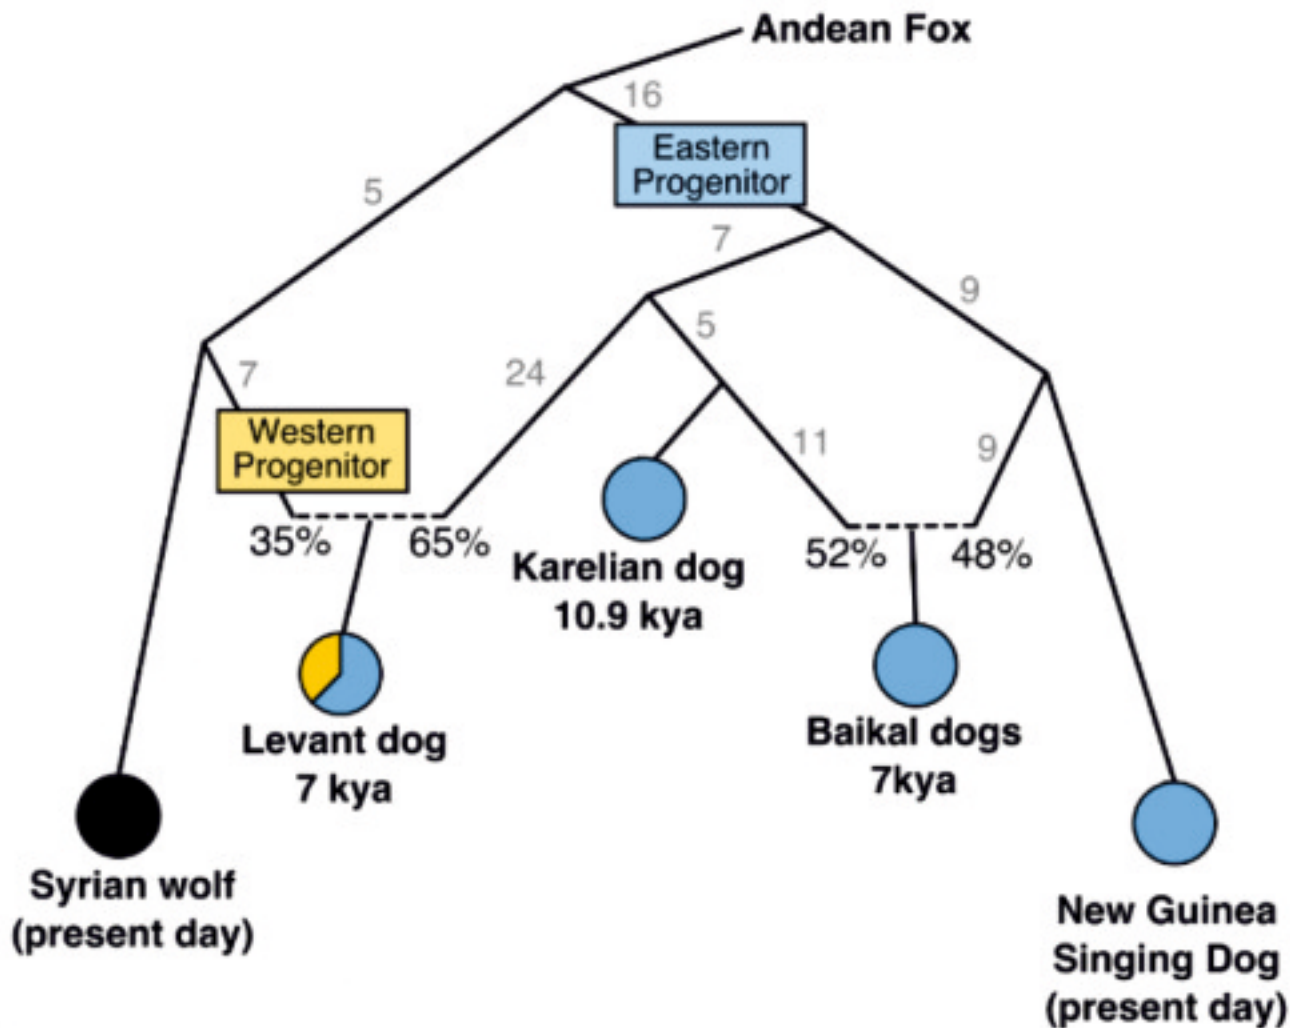 Andean Fox
16
Eastern
Progenitor
5
7
9
5
7
24
Western
Progenitor
11
9
35%
65%
52%
48%
Karelian dog
10.9 kya
Levant dog
7 kya
Baikal dogs
7kya
Syrian wolf
(present day)
New Guinea
Singing Dog
(present day)